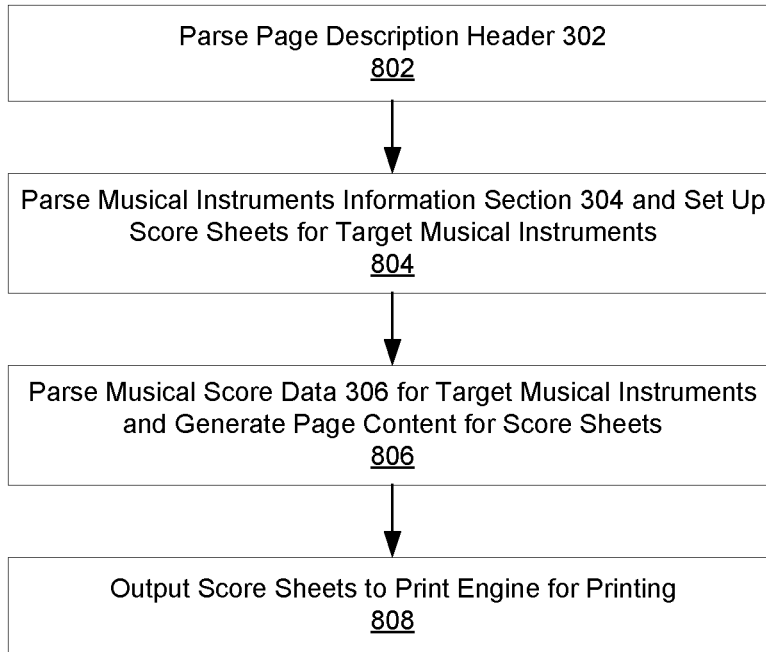 Parse Page Description Header 302
802
Parse Musical Instruments Information Section 304 and Set Up
Score Sheets for Target Musical Instruments
804
Parse Musical Score Data 306 for Target Musical Instruments
and Generate Page Content for Score Sheets
806
Output Score Sheets to Print Engine for Printing
808